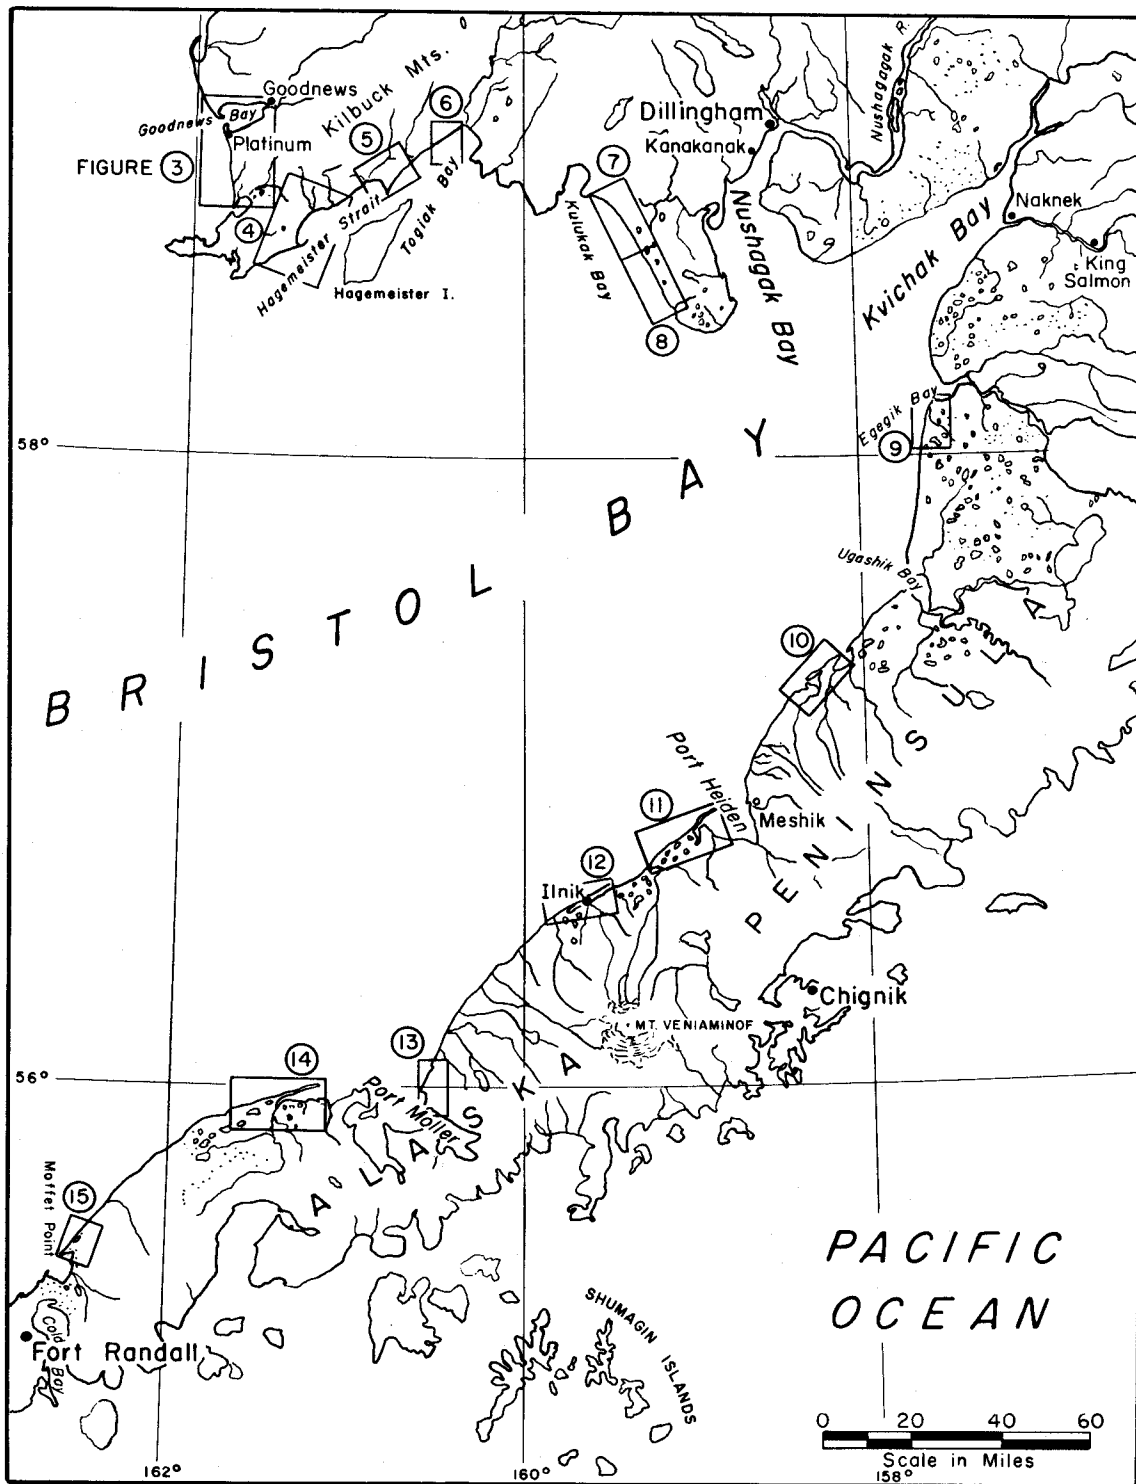 Goodnews
Goodnews Bay
Platinum
FIGURE 3
Kilbuck Mts.
4
5
6
Hagemeister Strait
Togiak Bay
Hagemeister I.
Dillingham
Kanakanak
Nushagagak R.
7
Kulukak Bay
8
Nushagak BAY
Kvichak Bay
Naknek
King
Salmon
58°
Egegik Bay
9
BRISTOL BAY
Ugashik Bay
10
Port Heiden
11
Meshik
12
Ilnik
ALASKA PENINSULA
Chignik
MT. VENIAMINOF
56°
13
14
Port Moller
Moffet Point
15
Cold Bay
Fort Randall
SHUMAGIN ISLANDS
PACIFIC
OCEAN
0 20 40 60
Scale in Miles
162° 160° 158°